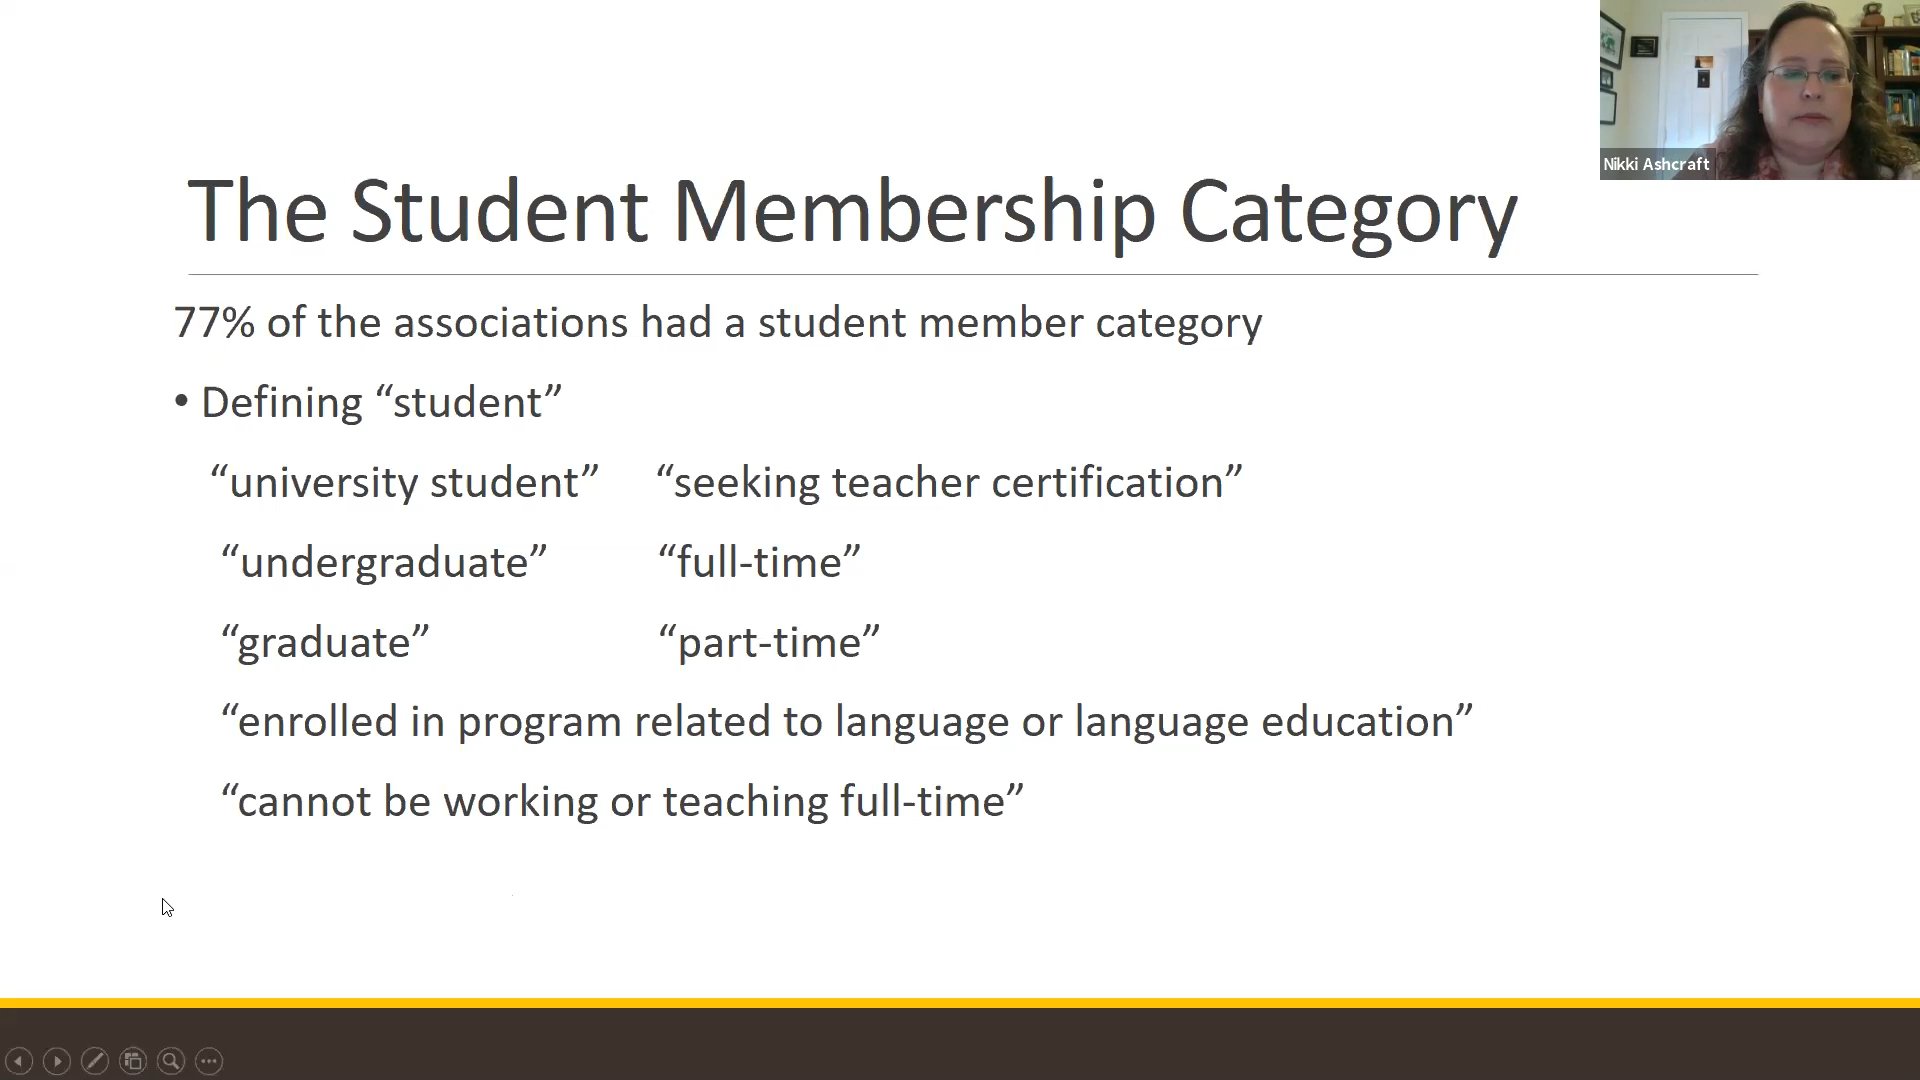 Nikki Ashcraft
The Student Membership Category
77% of the associations had a student member category
• Defining “student”
“university student” “seeking teacher certification”
“undergraduate” “full-time”
“graduate” “part-time”
“enrolled in program related to language or language education”
“cannot be working or teaching full-time”